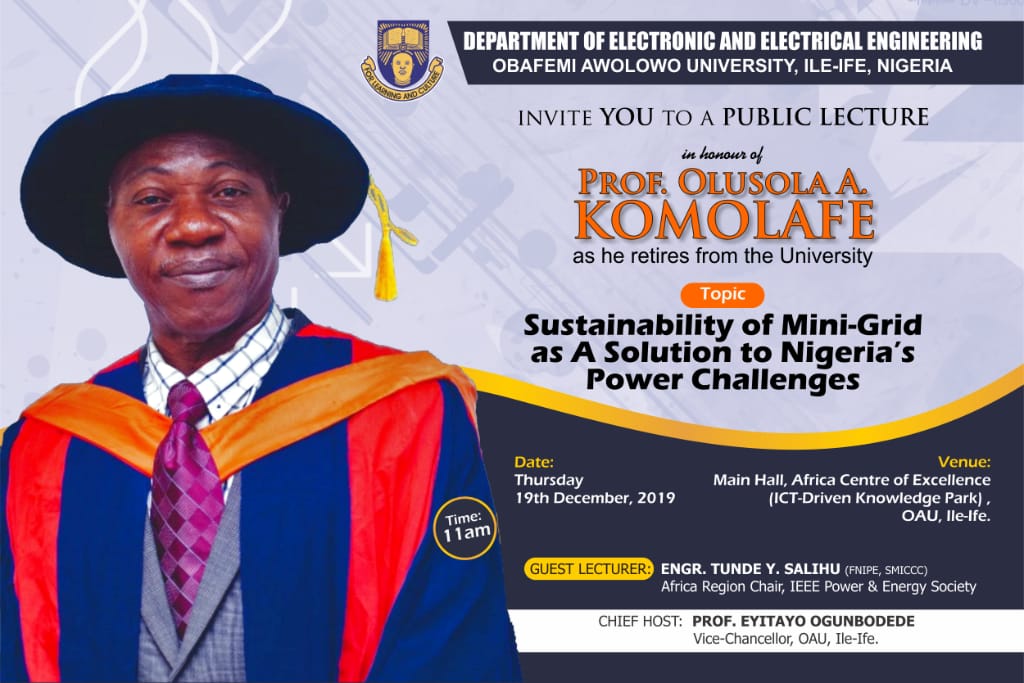 DEPARTMENT OF ELECTRONIC AND ELECTRICAL ENGINEERING
OBAFEMI AWOLOWO UNIVERSITY, ILE-IFE, NIGERIA
FOR LEARNING AND CULTURE
INVITE YOU TO A PUBLIC LECTURE
in honour of
PROF. OLUSOLA A.
KOMOLAFE
as he retires from the University
Topic
Sustainability of Mini-Grid
as A Solution to Nigeria's
Power Challenges
Date:
Thursday
19th December, 2019
Venue:
Main Hall, Africa Centre of Excellence
(ICT-Driven Knowledge Park) ,
OAU, Ile-Ife.
Time:
11am
GUEST LECTURER: ENGR. TUNDE Y. SALIHU (FNIPE, SMICCC)
Africa Region Chair, IEEE Power & Energy Society
CHIEF HOST: PROF. EYITAYO OGUNBODEDE
Vice-Chancellor, OAU, Ile-Ife.